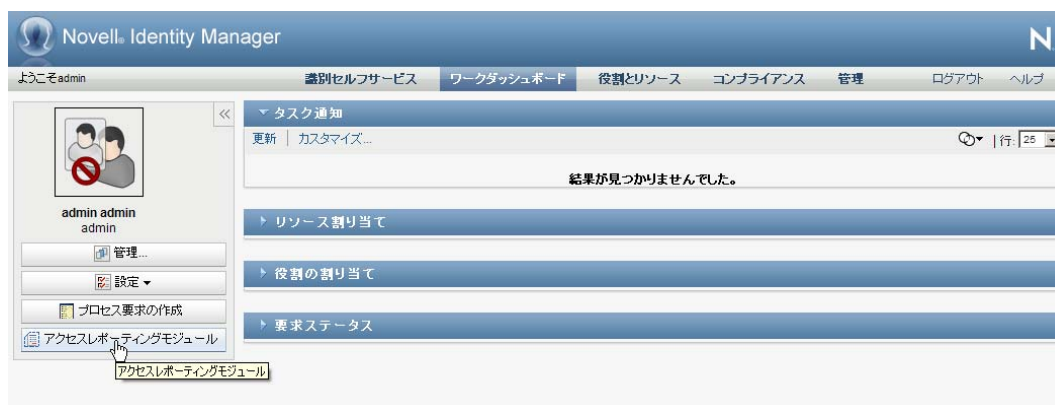 Novell® Identity Manager
N
ようこそadmin
識別セルフサービス ワークダッシュボード 役割とリソース コンプライアンス 管理 ログアウト ヘルプ
タスク通知
更新 | カスタマイズ...
| 行: 25
結果が見つかりませんでした。
admin admin
admin
管理...
設定
プロセス要求の作成
アクセスレポーティングモジュール
アクセスレポーティングモジュール
リソース割り当て
役割の割り当て
要求ステータス